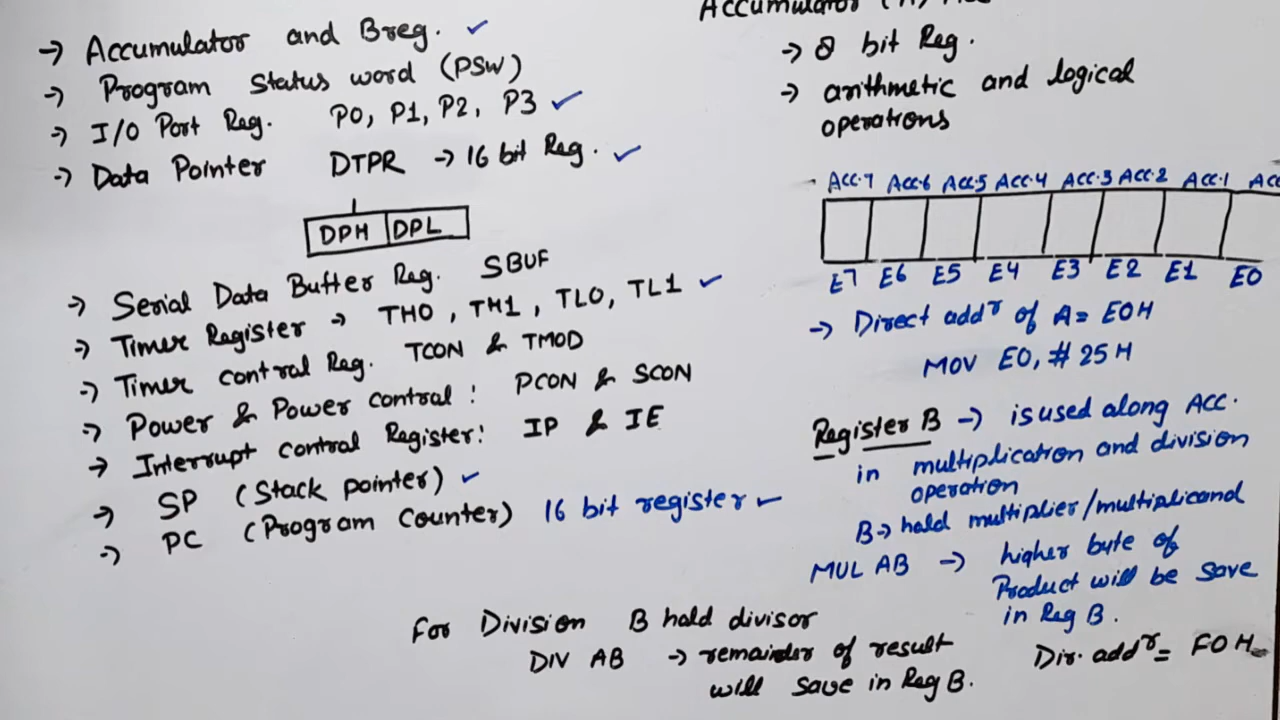 -> Accumulator and Breg. ✓
-> Program Status word (PSW)
-> I/O Port Reg. P0, P1, P2, P3 ✓
-> Data Pointer DTPR -> 16 bit Reg. ✓
DPH DPL
-> Serial Data Buffer Reg. SBUF
-> Timer Register -> TH0, TH1, TL0, TL1 ✓
-> Timer control Reg. TCON & TMOD
-> Power & Power control: PCON & SCON
-> Interrupt control Register: IP & IE
-> SP (Stack pointer) ✓
-> PC (Program Counter) 16 bit register ✓
Accumulator (A)
-> 8 bit Reg.
-> arithmetic and logical
operations
Acc.7 Acc.6 Acc.5 Acc.4 Acc.3 Acc.2 Acc.1 Acc
E7 E6 E5 E4 E3 E2 E1 E0
-> Direct addr of A = E0H
MOV E0, # 25H
Register B -> is used along Acc.
in multiplication and division
operation
B -> hold multiplier/multiplicand
MUL AB -> higher byte of
Product will be save
in Reg B.
For Division B hold divisor
DIV AB -> remainder of result
will save in Reg B.
Dir. addr = F0H